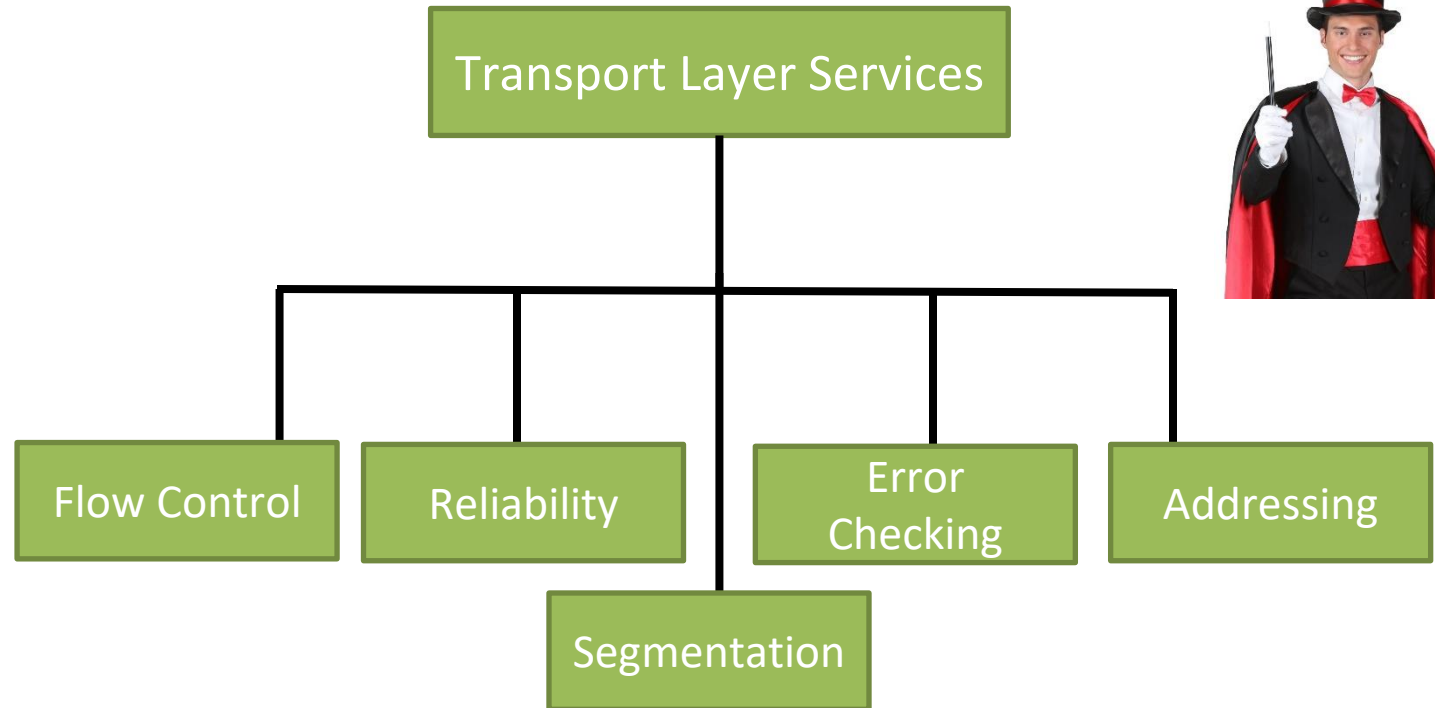 Transport Layer Services
Flow Control
Reliability
Error
Checking
Addressing
Segmentation